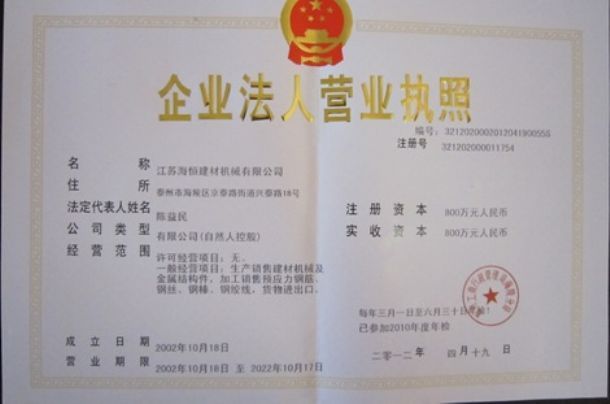 企业法人营业执照
编号：321202000201204190055S
注册号 321202000011754
名称 江苏海恒建材机械有限公司
住所 泰州市海陵区京泰路街道兴泰路18号
法定代表人姓名 陈益民
注册资本 800万元人民币
公司类型 有限公司(自然人控股)
实收资本 800万元人民币
经营范围 许可经营项目：无。
一般经营项目：生产销售建材机械及
金属结构件，加工销售预应力钢筋、
钢丝、钢棒、钢绞线，货物进出口。
每年三月一日至六月三十日年检！
已参加2010年度年检
成立日期 2002年10月18日
二〇一二年 四月十九日
营业期限 2002年10月18日 至 2022年10月17日